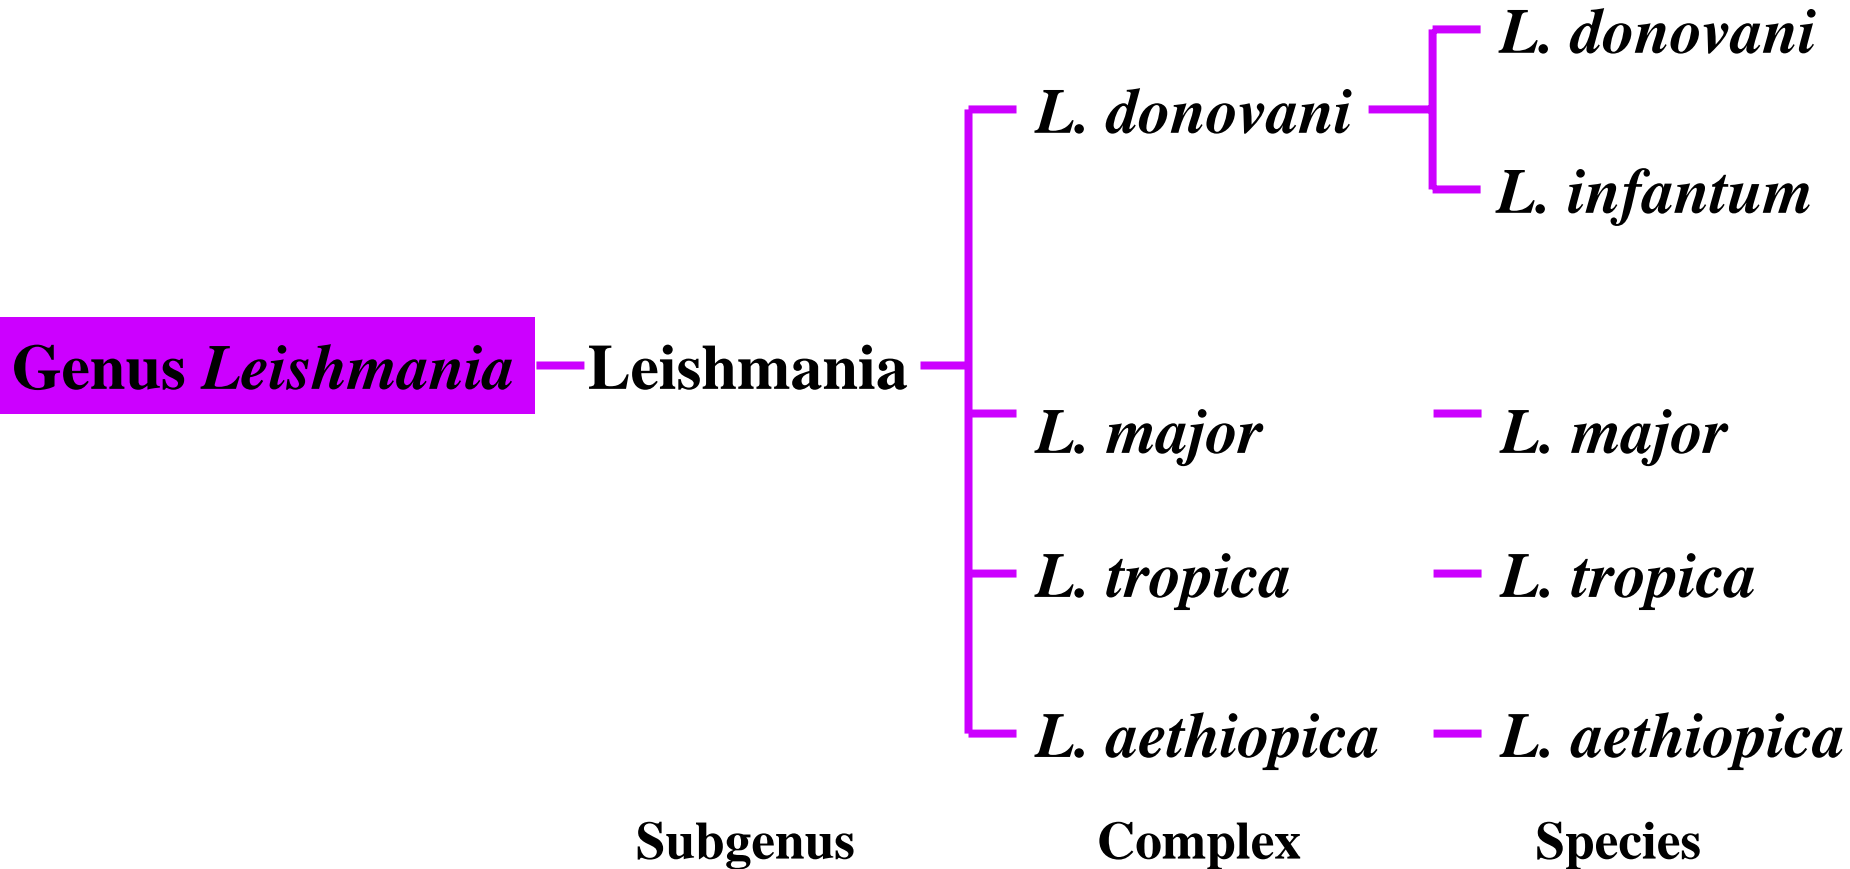 L. donovani
L. donovani
L. infantum
Genus Leishmania
Leishmania
L. major
L. major
L. tropica
L. tropica
L. aethiopica
L. aethiopica
Subgenus
Complex
Species